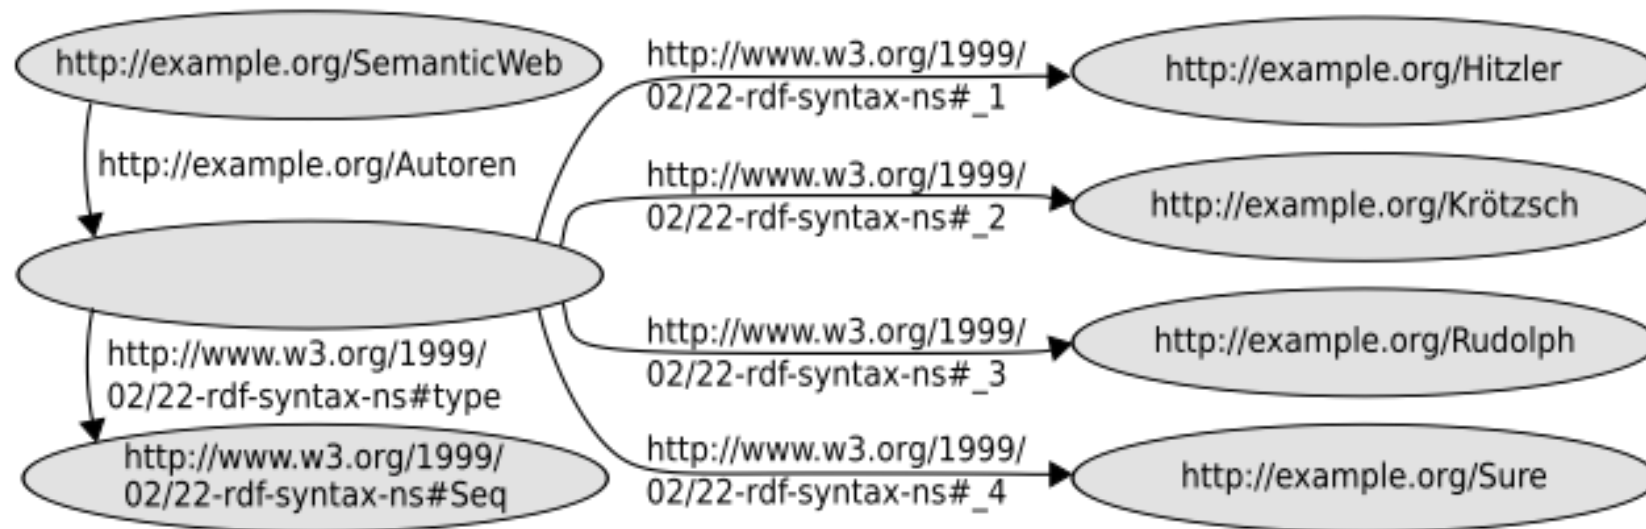 http://example.org/SemanticWeb
http://example.org/Autoren
http://www.w3.org/1999/
02/22-rdf-syntax-ns#type
http://www.w3.org/1999/
02/22-rdf-syntax-ns#Seq
http://www.w3.org/1999/
02/22-rdf-syntax-ns#_1
http://example.org/Hitzler
http://www.w3.org/1999/
02/22-rdf-syntax-ns#_2
http://example.org/Krötzsch
http://www.w3.org/1999/
02/22-rdf-syntax-ns#_3
http://example.org/Rudolph
http://www.w3.org/1999/
02/22-rdf-syntax-ns#_4
http://example.org/Sure